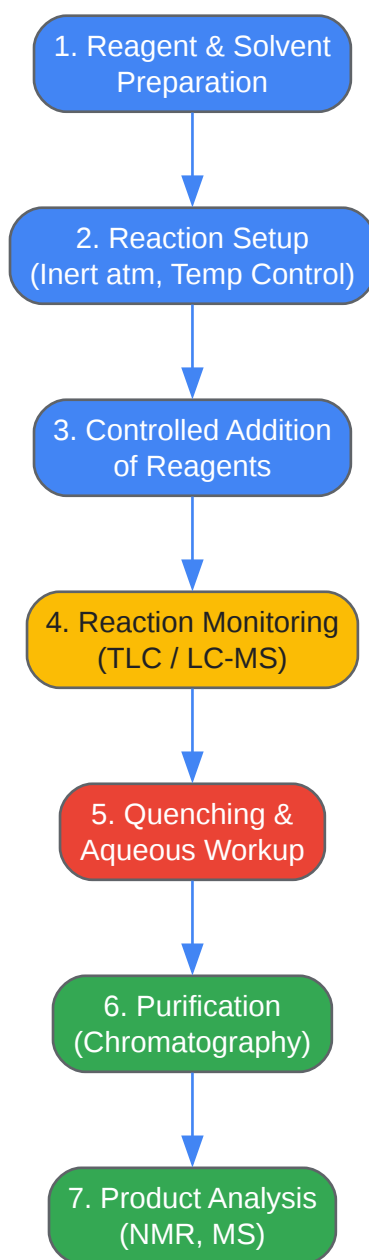 1. Reagent & Solvent
Preparation
2. Reaction Setup
(Inert atm, Temp Control)
3. Controlled Addition
of Reagents
4. Reaction Monitoring
(TLC / LC-MS)
5. Quenching &
Aqueous Workup
6. Purification
(Chromatography)
7. Product Analysis
(NMR, MS)